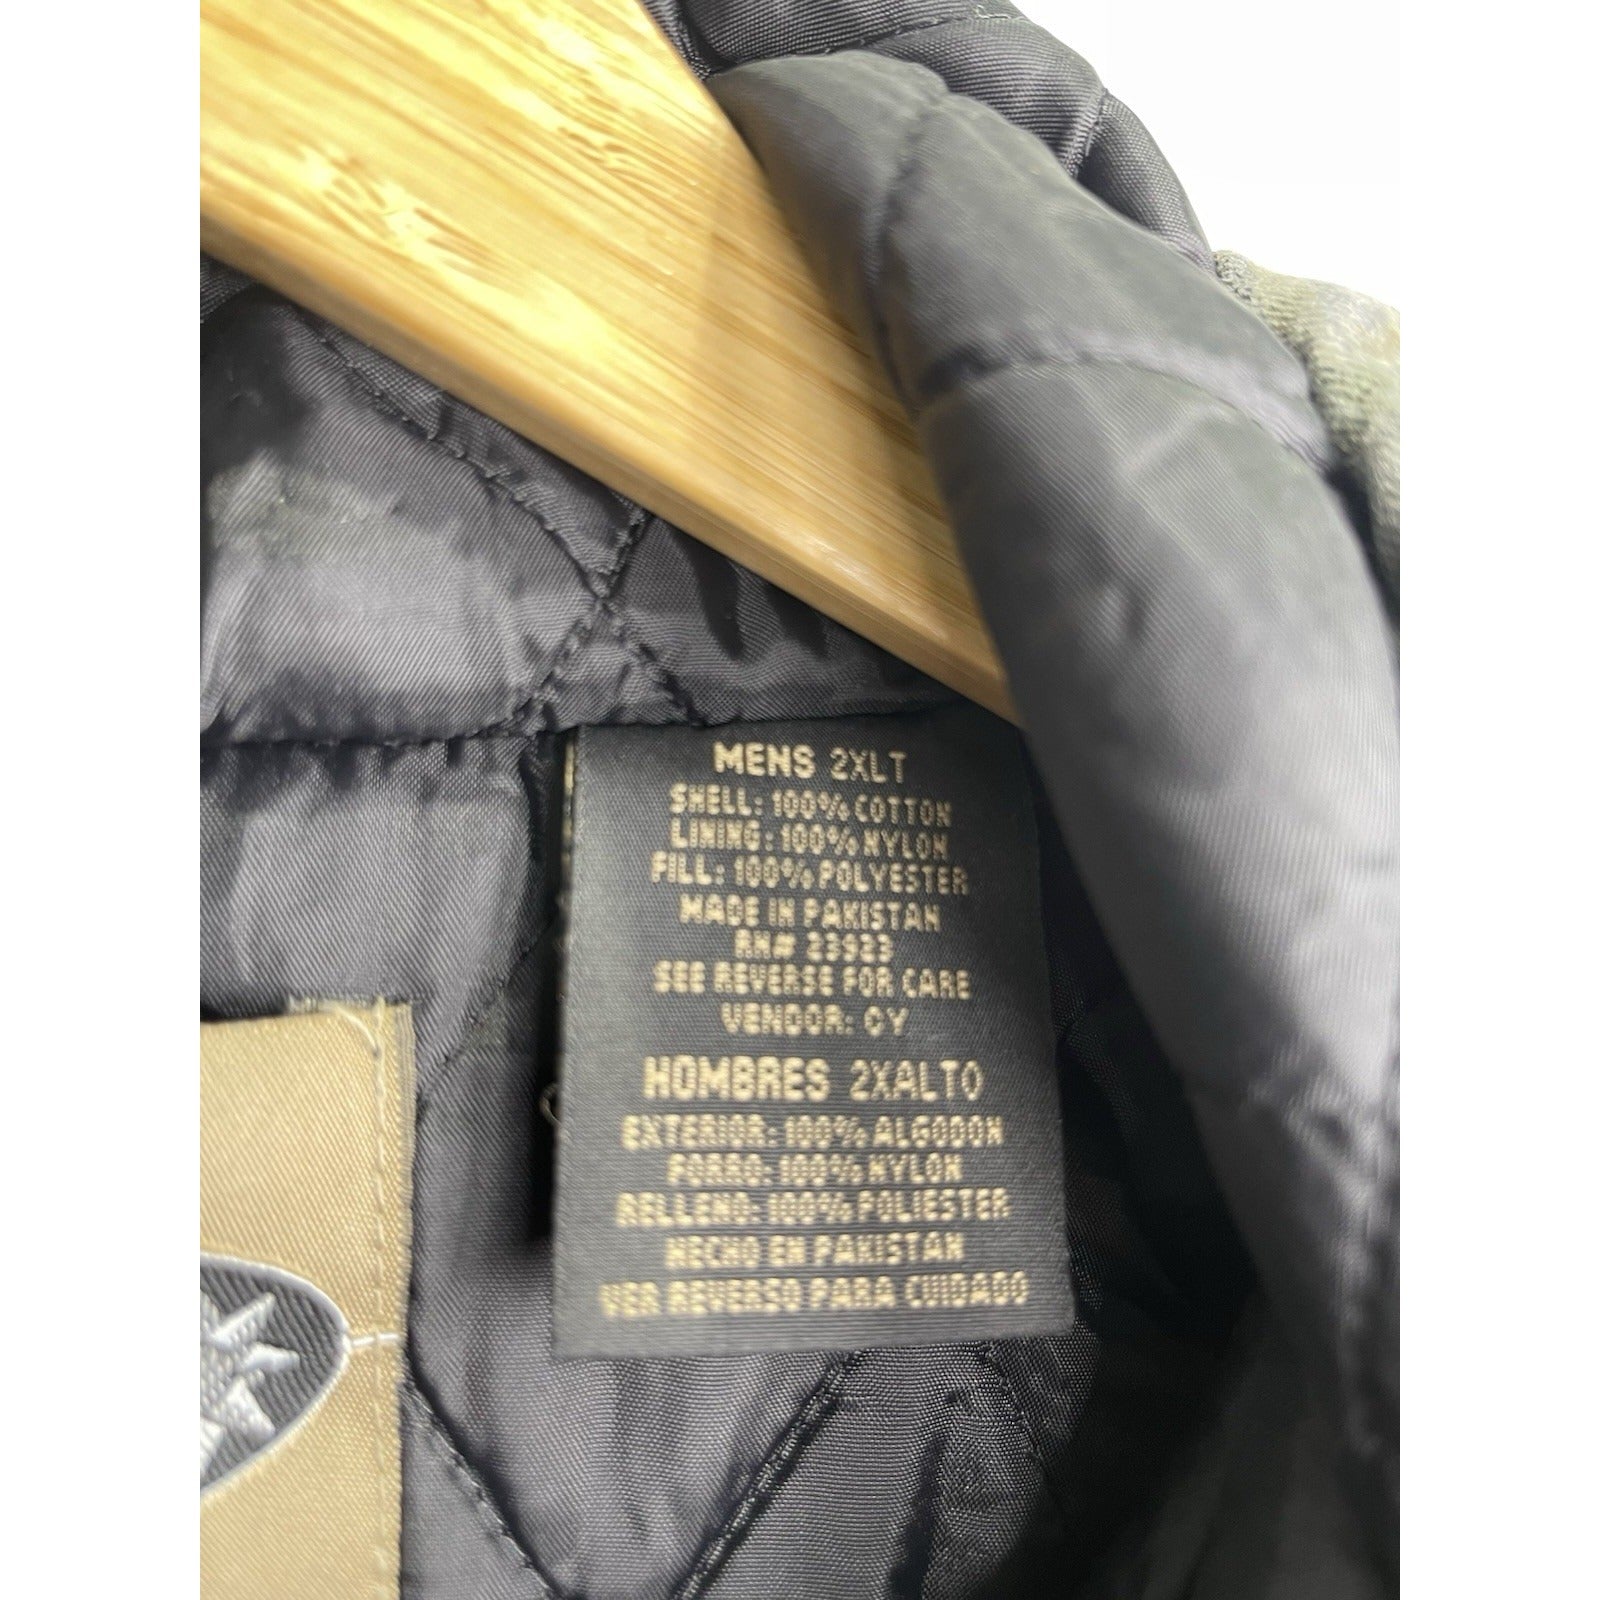 MENS 2XLT
SHELL: 100% COTTON
LINING: 100% NYLON
FILL: 100% POLYESTER
MADE IN PAKISTAN
RN# 23923
SEE REVERSE FOR CARE
VENDOR: CY
HOMBRES 2XALTO
EXTERIOR: 100% ALGODON
FORRO: 100% NYLON
RELLENO: 100% POLIESTER
HECHO EN PAKISTAN
VER REVERSO PARA CUIDADO